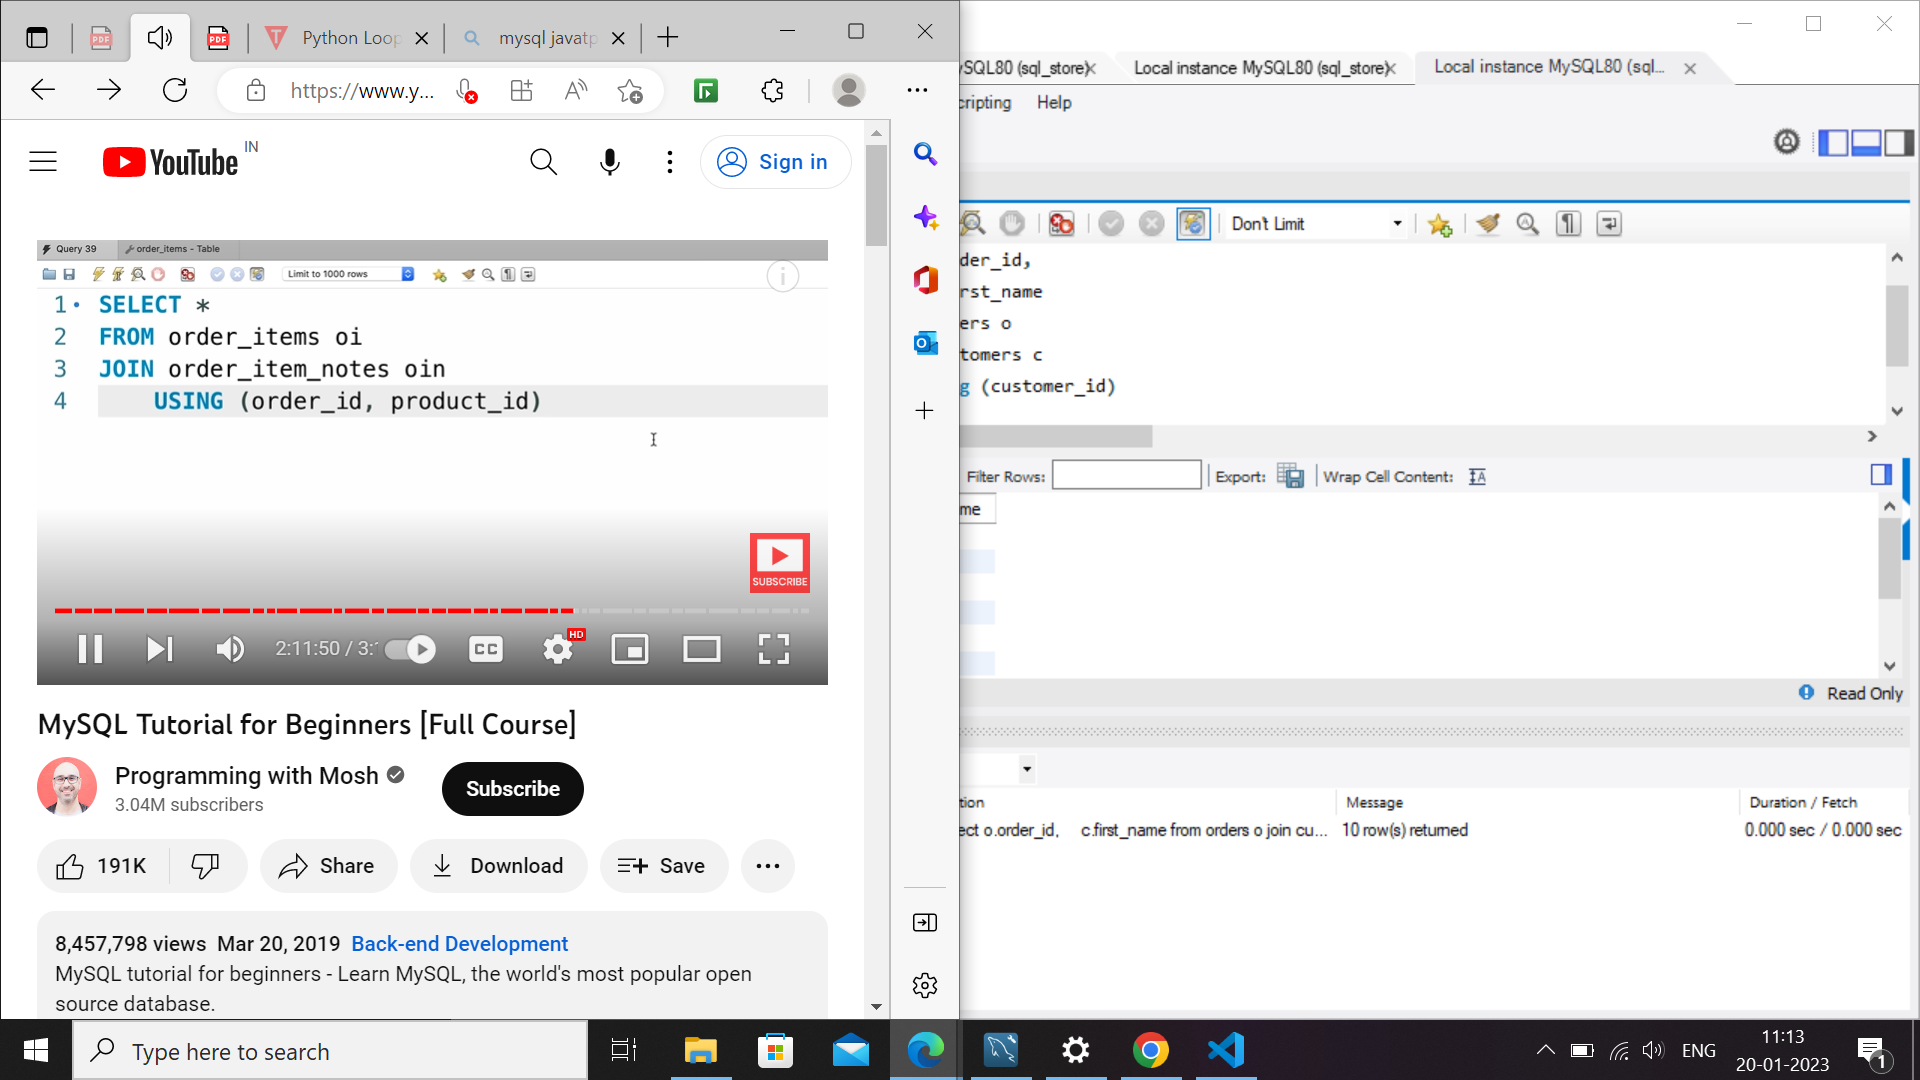 Python Loop
mysql javatp
https://www.y...
YouTube IN
Sign in
Query 39
order_items - Table
Limit to 1000 rows
1 SELECT *
2 FROM order_items oi
3 JOIN order_item_notes oin
4 USING (order_id, product_id)
SUBSCRIBE
2:11:50 / 3:
CC
HD
MySQL Tutorial for Beginners [Full Course]
Programming with Mosh
3.04M subscribers
Subscribe
191K
Share
Download
Save
8,457,798 views Mar 20, 2019 Back-end Development
MySQL tutorial for beginners - Learn MySQL, the world's most popular open
source database.
ySQL80 (sql_store)
Local instance MySQL80 (sql_store)
Local instance MySQL80 (sql...
cripting Help
Don't Limit
der_id,
rst_name
ers o
tomers c
g (customer_id)
Filter Rows:
Export:
Wrap Cell Content:
me
Read Only
tion Message Duration / Fetch
ect o.order_id, c.first_name from orders o join cu... 10 row(s) returned 0.000 sec / 0.000 sec
Type here to search
ENG
11:13
20-01-2023
1